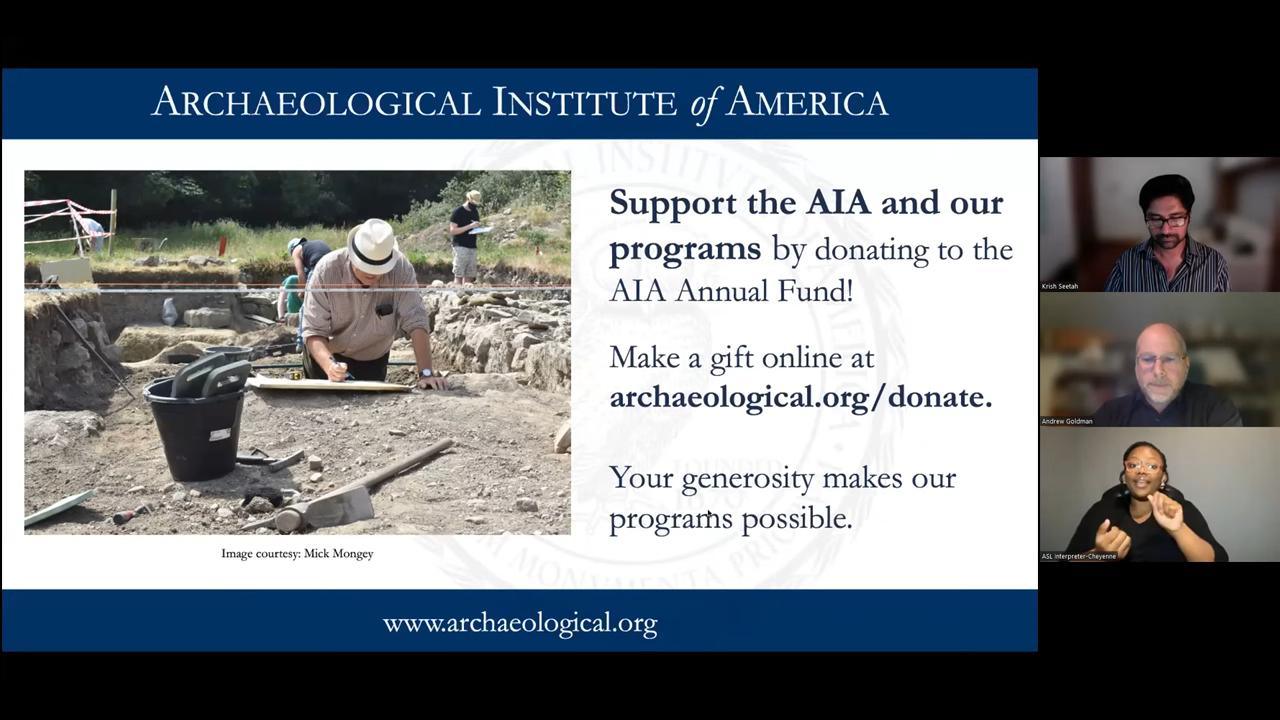 ARCHAEOLOGICAL INSTITUTE of AMERICA
Support the AIA and our
programs by donating to the
AIA Annual Fund!
Make a gift online at
archaeological.org/donate.
Your generosity makes our
programs possible.
Image courtesy: Mick Mongey
www.archaeological.org
Krish Seetah
Andrew Goldman
ASL Interpreter-Cheyenne